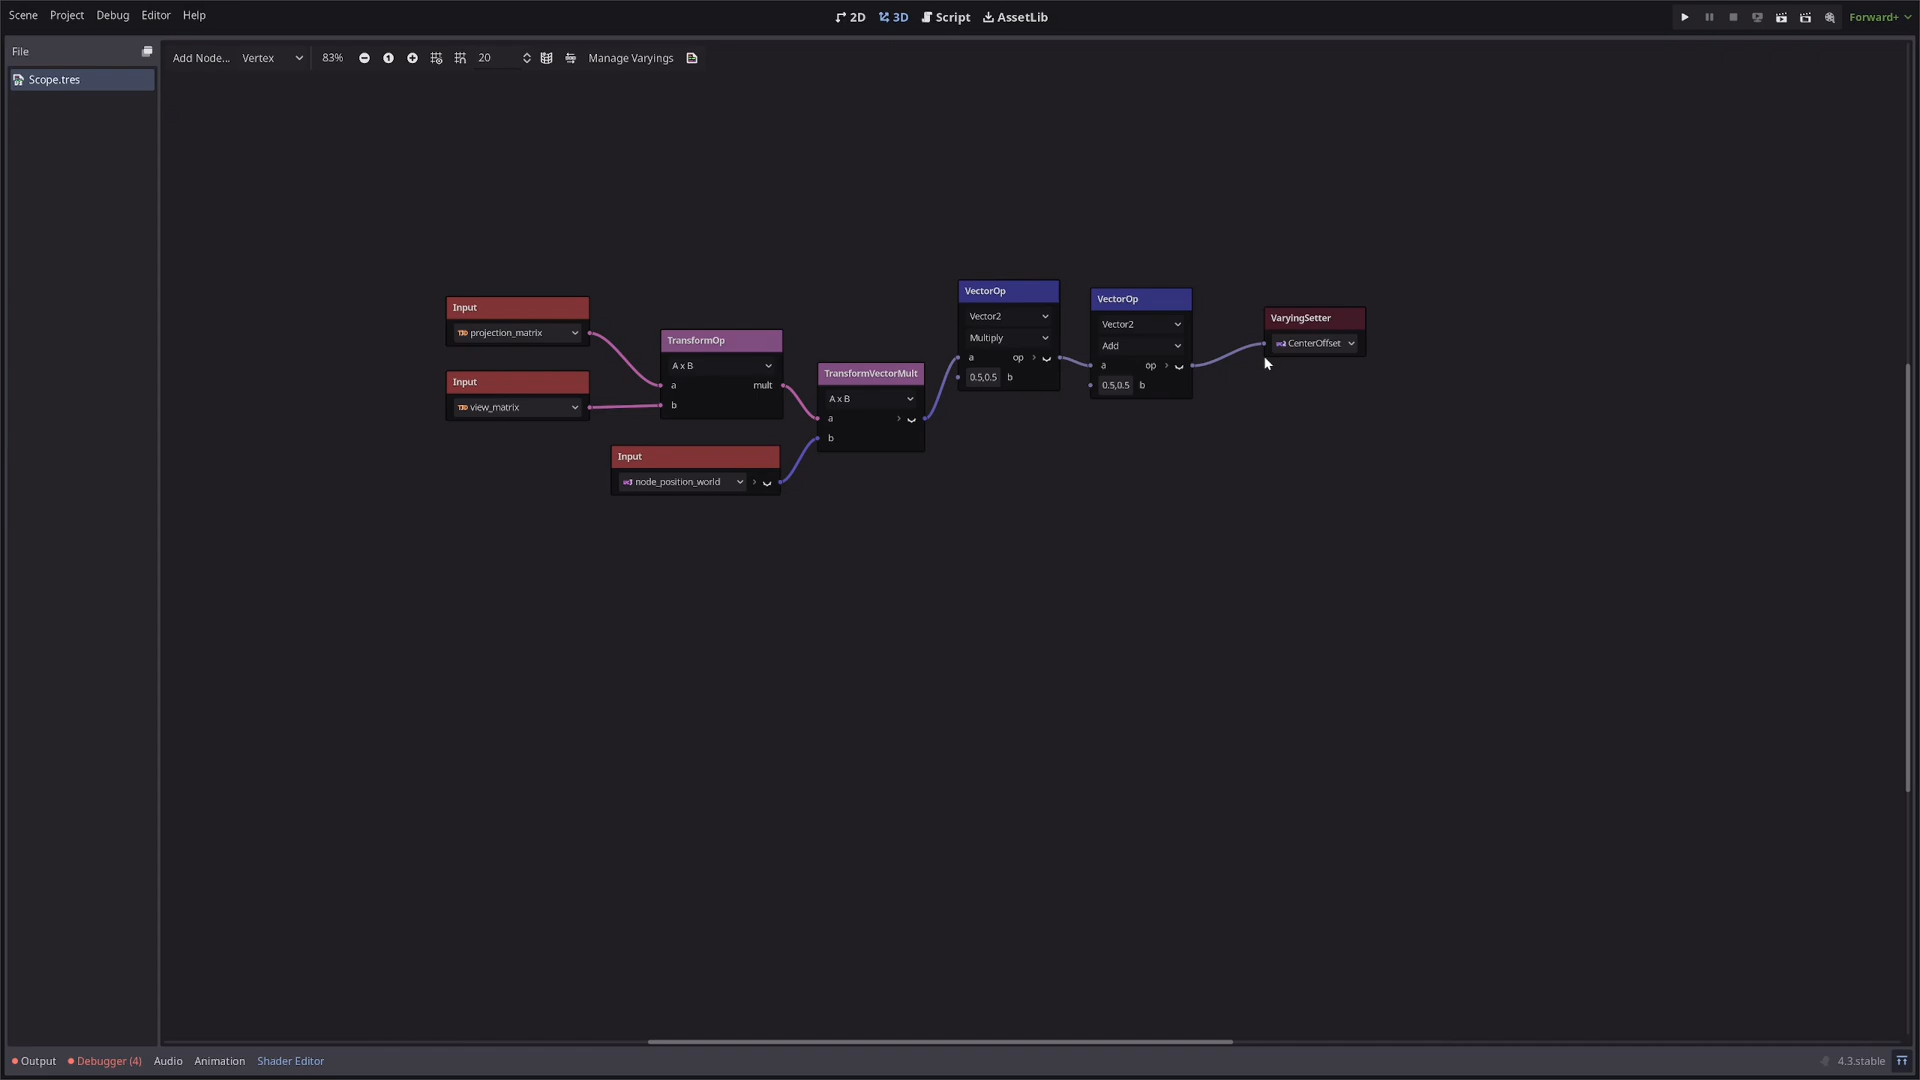 Scene Project Debug Editor Help
2D 3D Script AssetLib
Forward+
File
Scope.tres
Add Node... Vertex 83% 1 20 Manage Varyings
Input
projection_matrix
Input
view_matrix
TransformOp
A x B
a mult
b
Input
node_position_world
TransformVectorMult
A x B
a
b
VectorOp
Vector2
Multiply
a op
0.5,0.5 b
VectorOp
Vector2
Add
a op
0.5,0.5 b
VaryingSetter
CenterOffset
Output Debugger (4) Audio Animation Shader Editor
4.3.stable